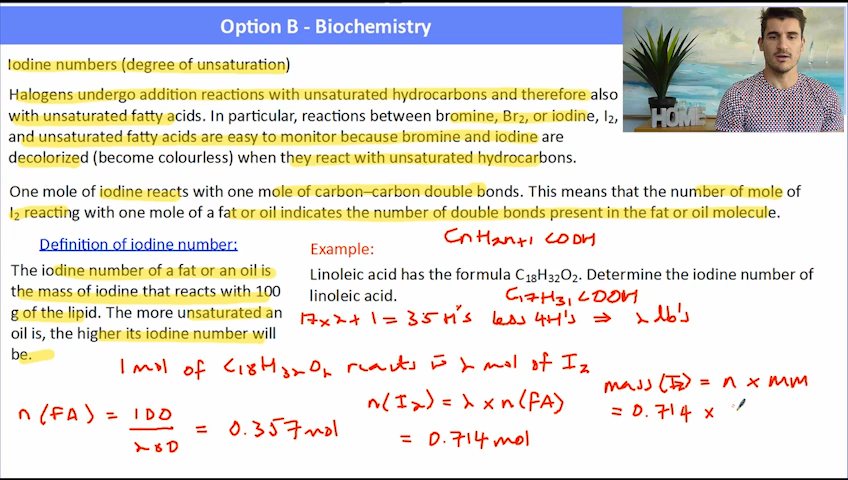 Option B - Biochemistry
HOME
Iodine numbers (degree of unsaturation)
Halogens undergo addition reactions with unsaturated hydrocarbons and therefore also
with unsaturated fatty acids. In particular, reactions between bromine, Br₂, or iodine, I₂,
and unsaturated fatty acids are easy to monitor because bromine and iodine are
decolorized (become colourless) when they react with unsaturated hydrocarbons.
One mole of iodine reacts with one mole of carbon–carbon double bonds. This means that the number of mole of
I₂ reacting with one mole of a fat or oil indicates the number of double bonds present in the fat or oil molecule.
Definition of iodine number:
The iodine number of a fat or an oil is
the mass of iodine that reacts with 100
g of the lipid. The more unsaturated an
oil is, the higher its iodine number will
be.
Example:
CnH2n+1 COOH
Linoleic acid has the formula C₁₈H₃₂O₂. Determine the iodine number of
linoleic acid.
C17H31COOH
17x2+1 = 35 H's less 4H's ⇒ 2 db's
1 mol of C18H32O2 reacts w 2 mol of I2
n(FA) = 100
280
= 0.357mol
n(I2) = 2 x n(FA)
= 0.714mol
mass(I2) = n x mm
= 0.714 x